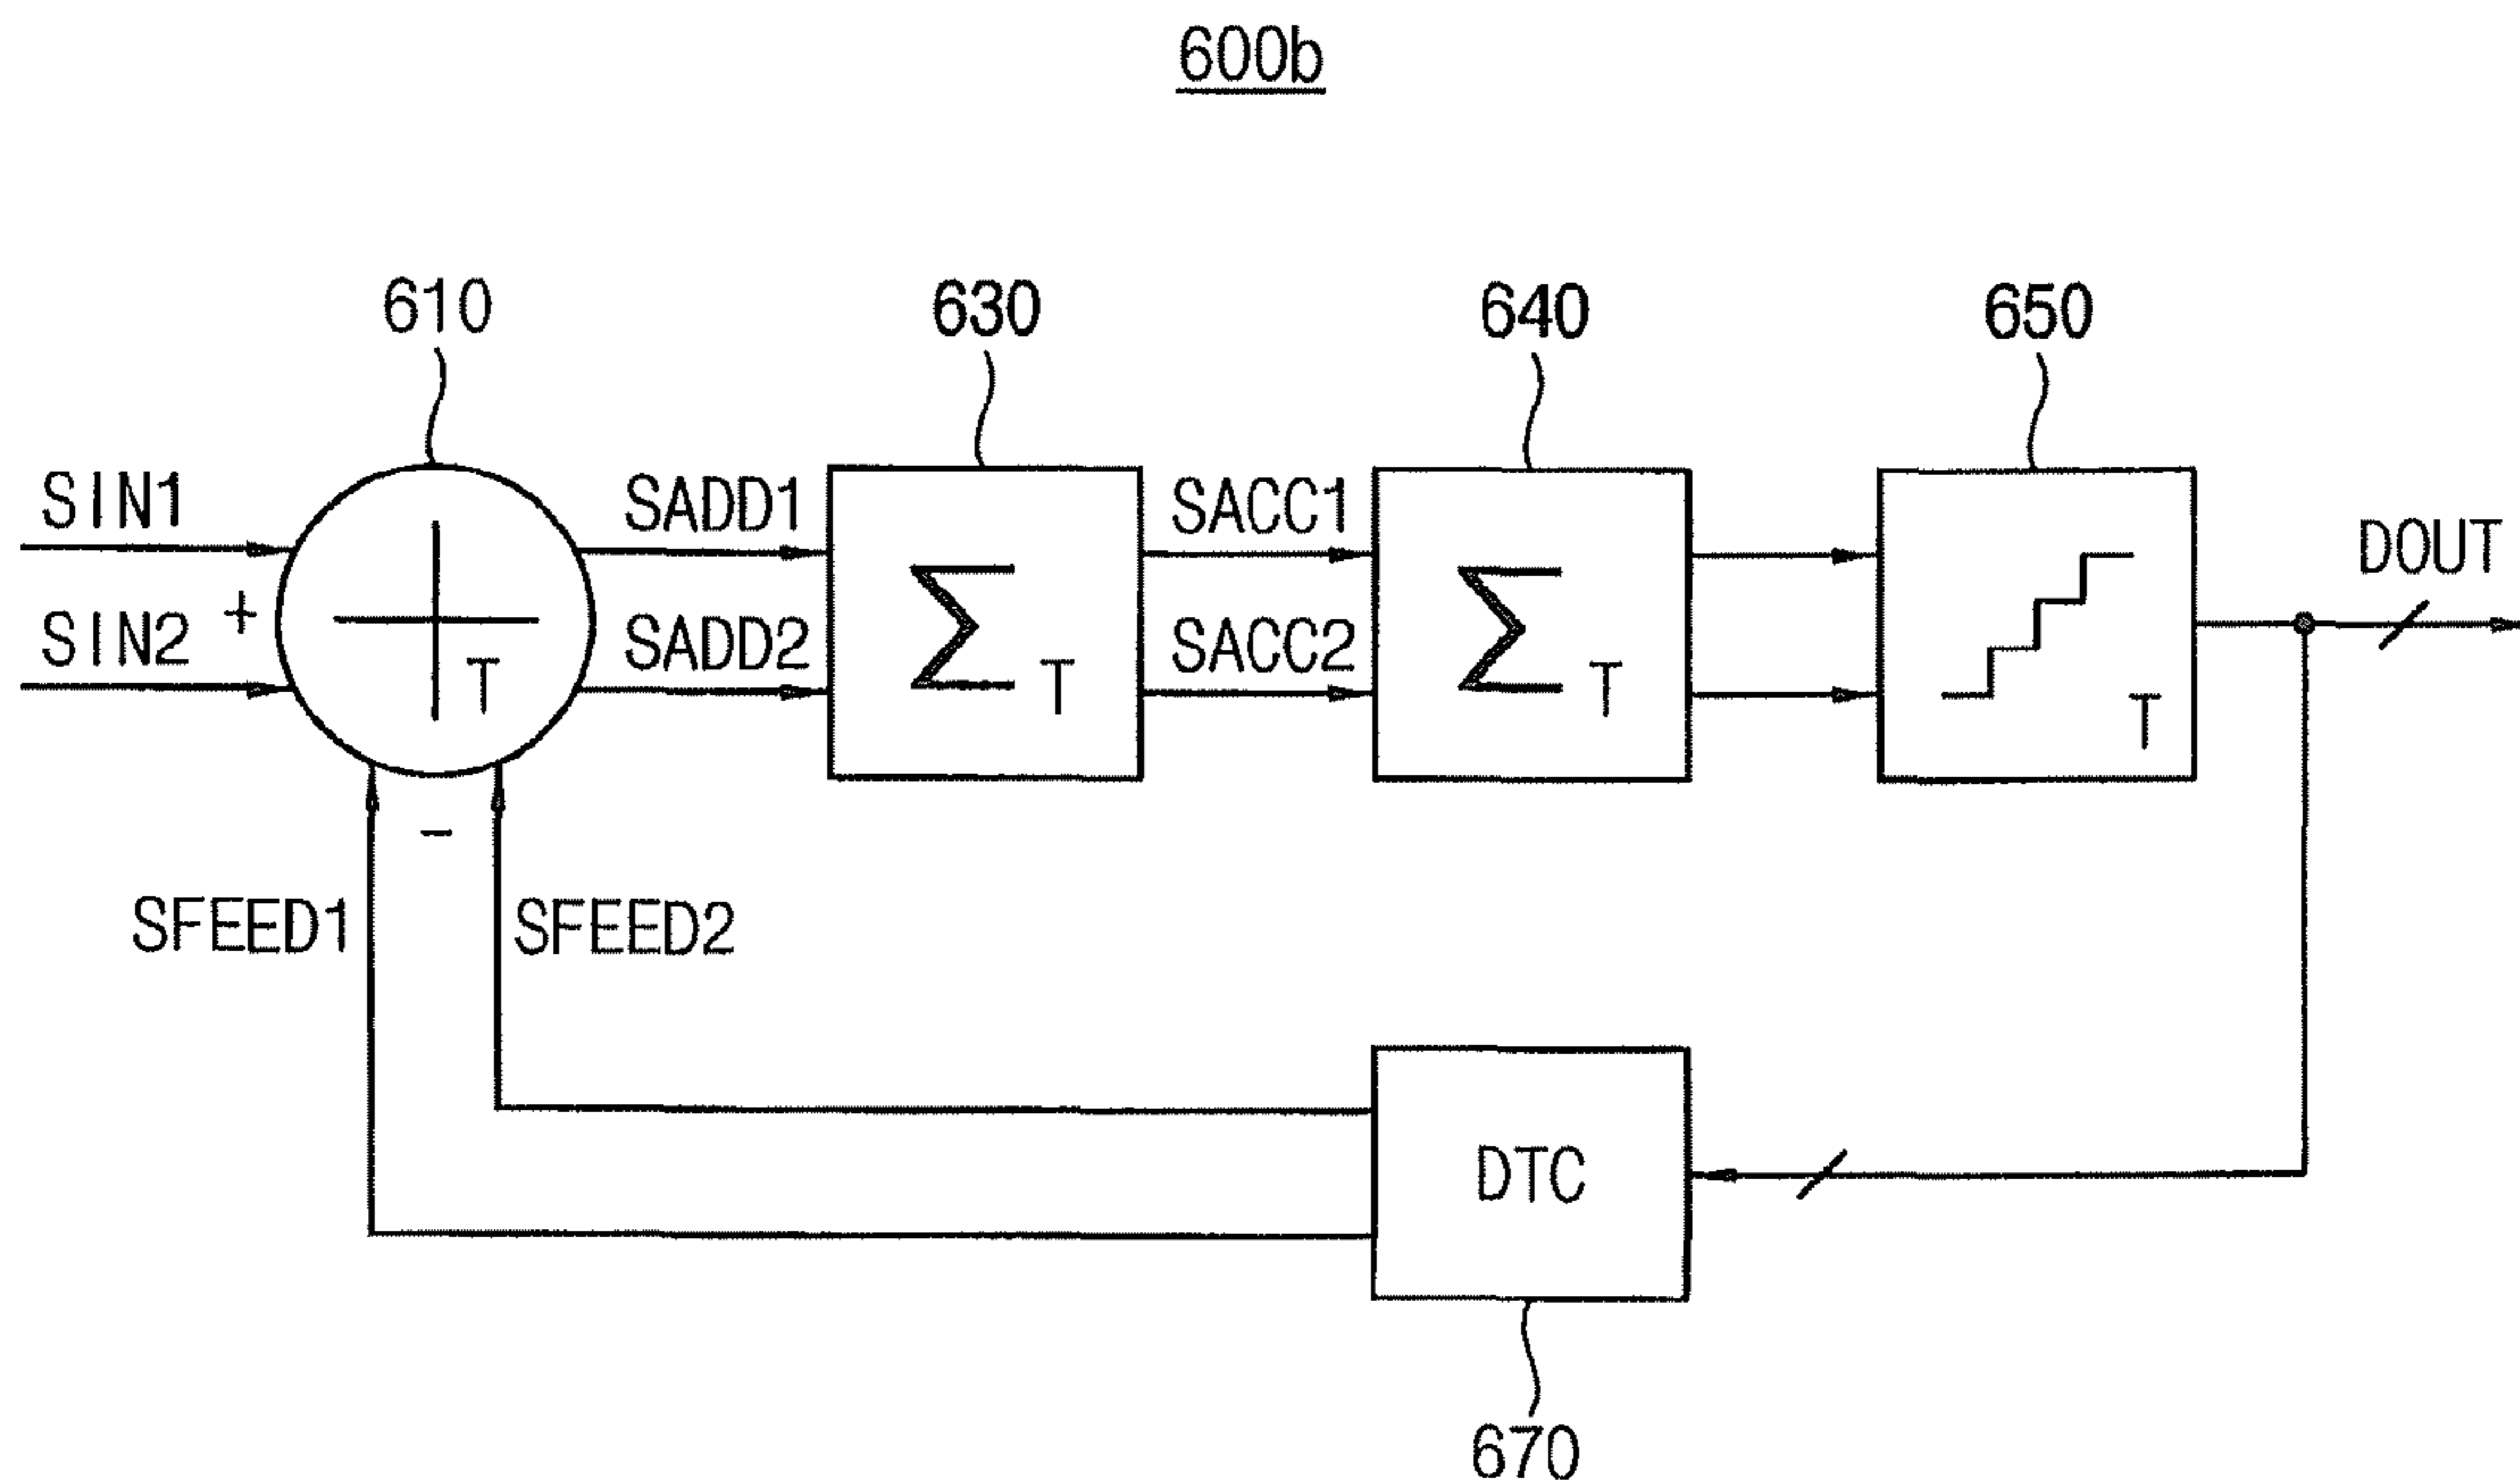 600b
610
630
640
650
SIN1
SADD1
SACC1
DOUT
+
SIN2
SADD2
SACC2
T
Σ T
Σ T
T
-
SFEED1
SFEED2
DTC
670